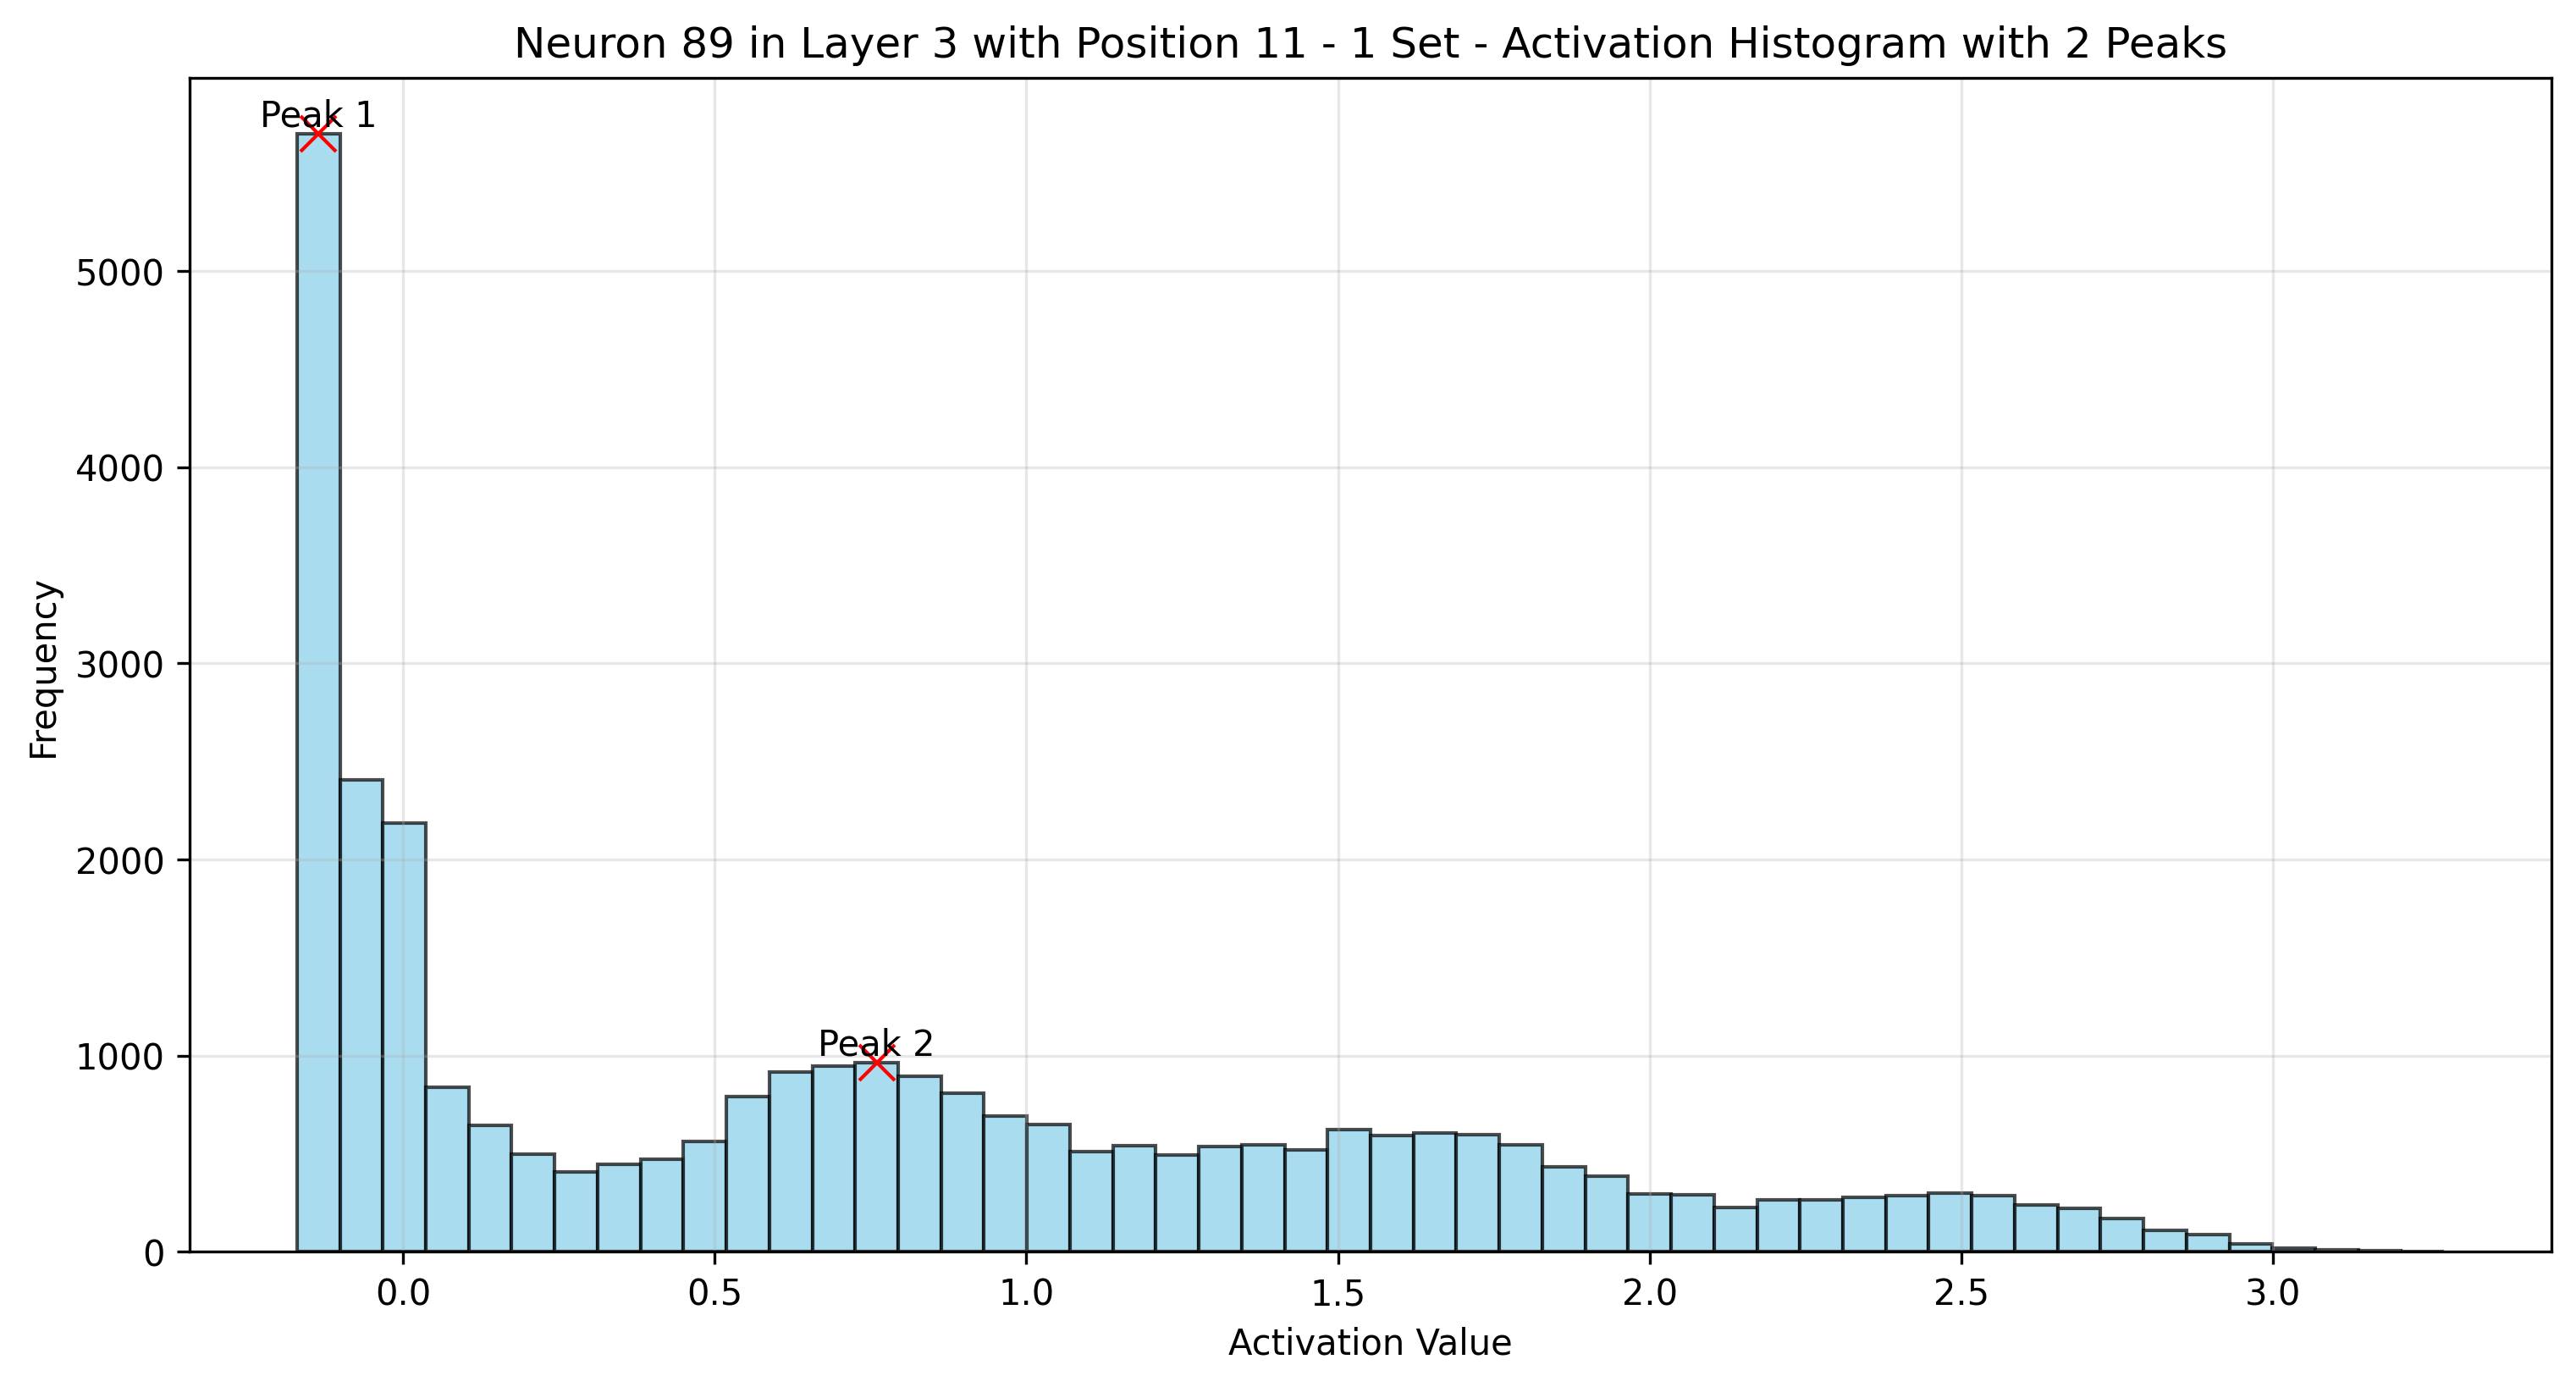 Neuron 89 in Layer 3 with Position 11 - 1 Set - Activation Histogram with 2 Peaks
Peak 1
5000
4000
3000
2000
1000
0
Frequency
Peak 2
0.0 0.5 1.0 1.5 2.0 2.5 3.0
Activation Value